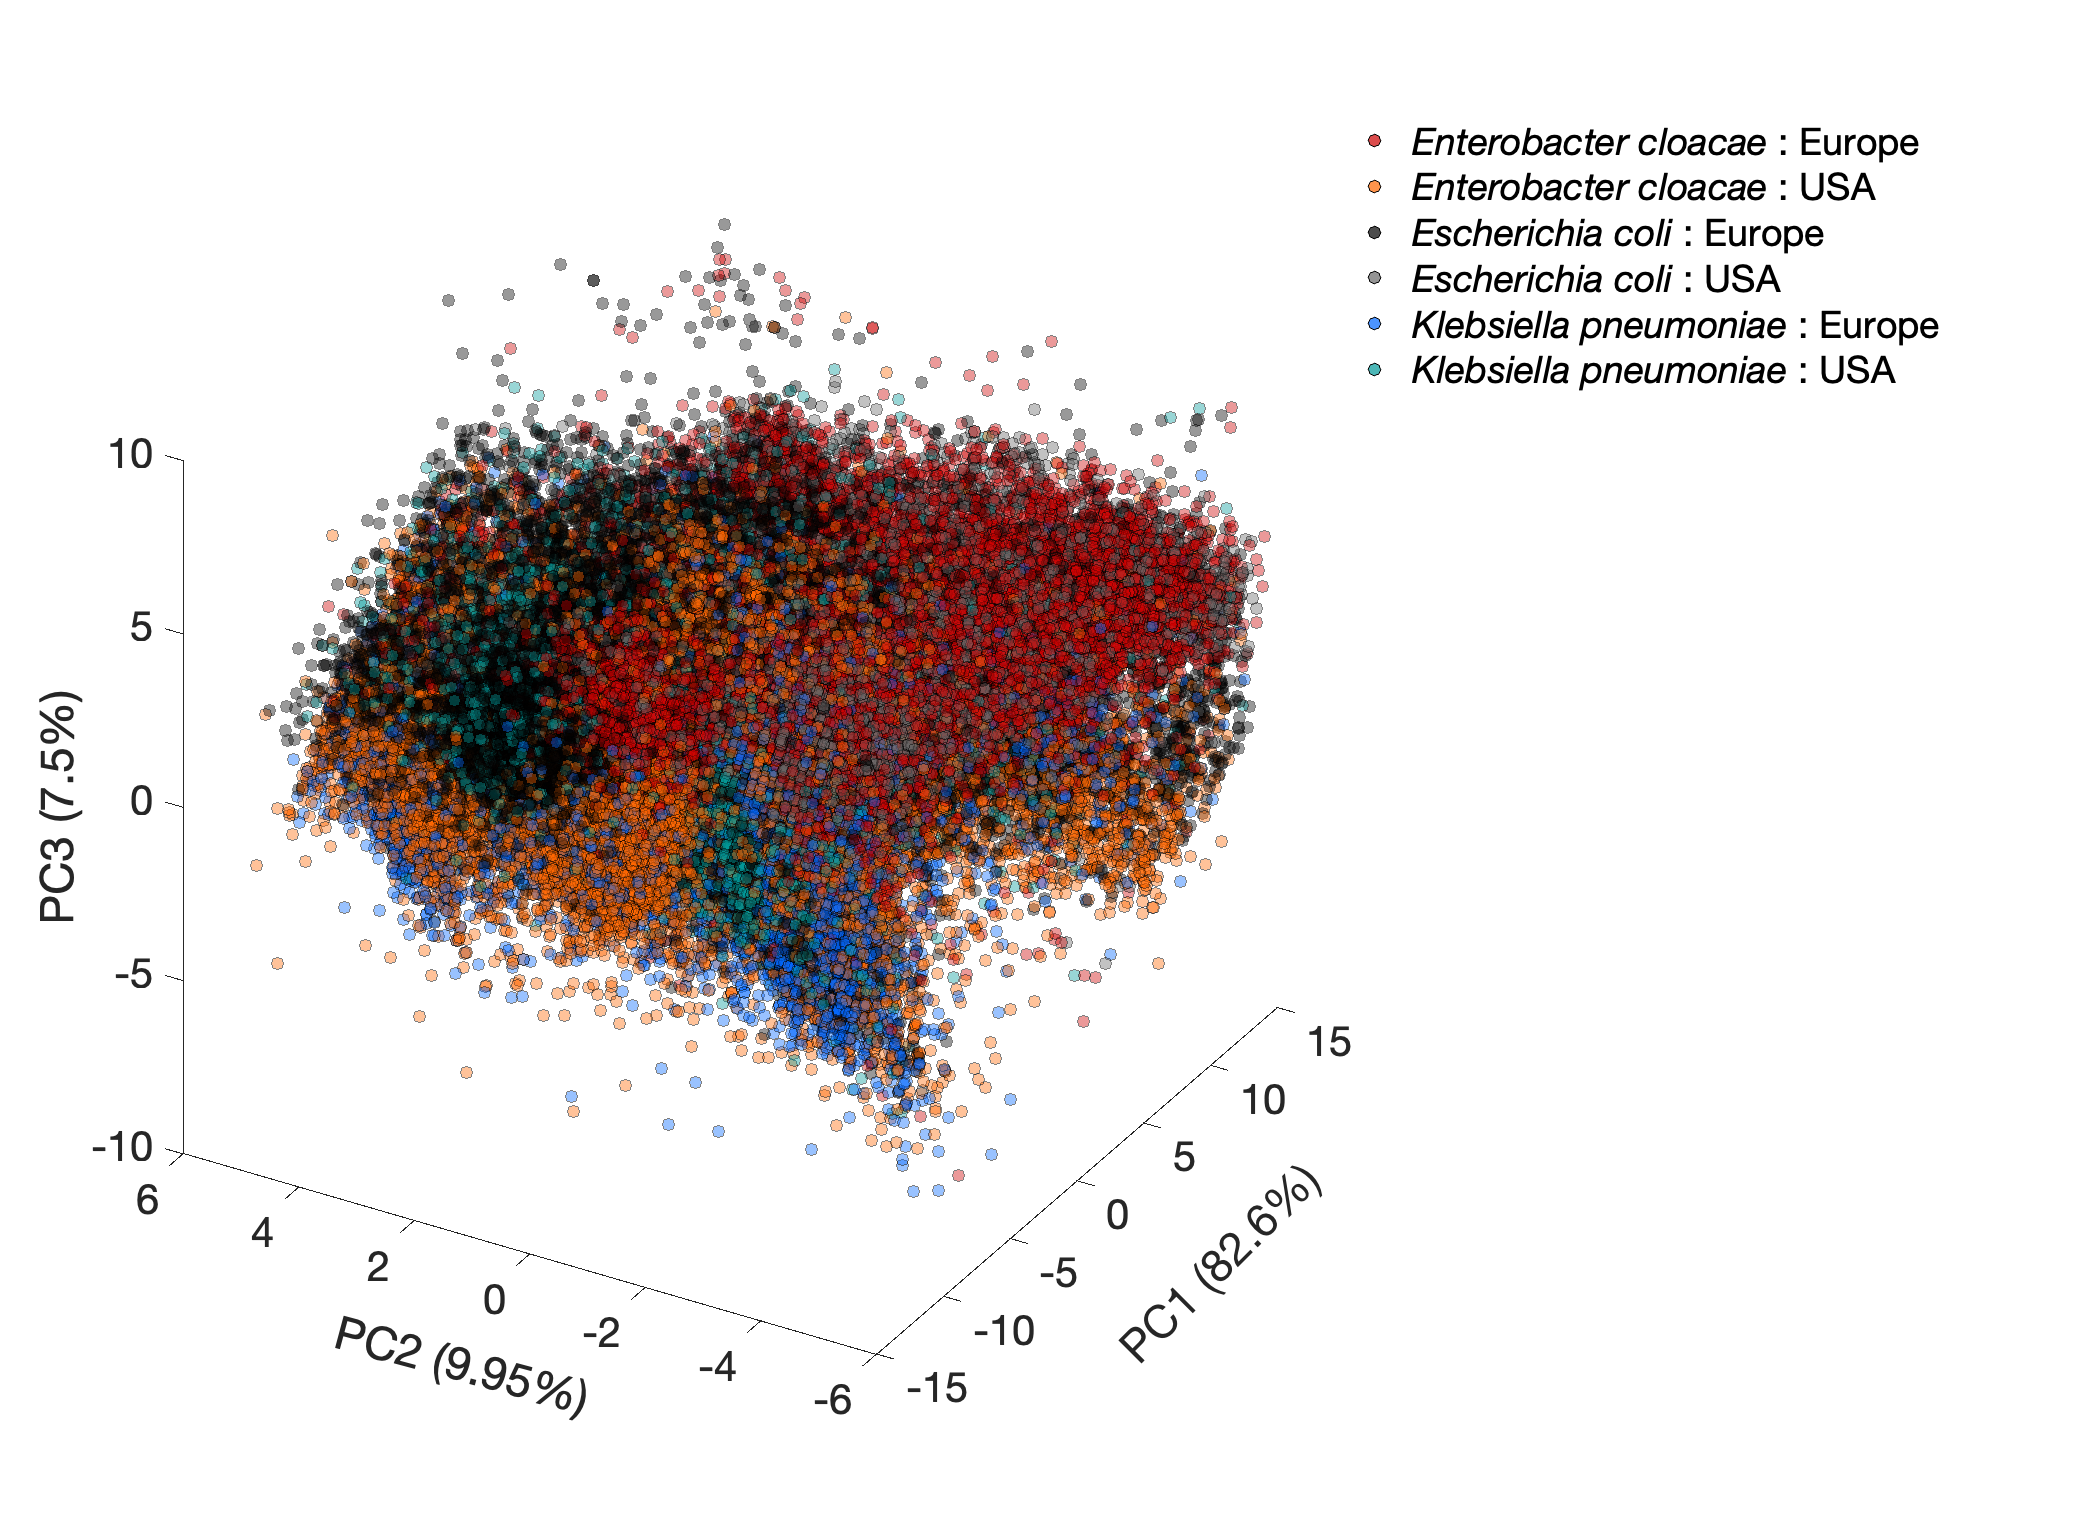 Enterobacter cloacae : Europe
Enterobacter cloacae : USA
Escherichia coli : Europe
Escherichia coli : USA
Klebsiella pneumoniae : Europe
Klebsiella pneumoniae : USA
10
5
0
-5
-10
PC3 (7.5%)
6
4
2
0
-2
-4
-6
PC2 (9.95%)
15
10
5
0
-5
-10
-15
PC1 (82.6%)